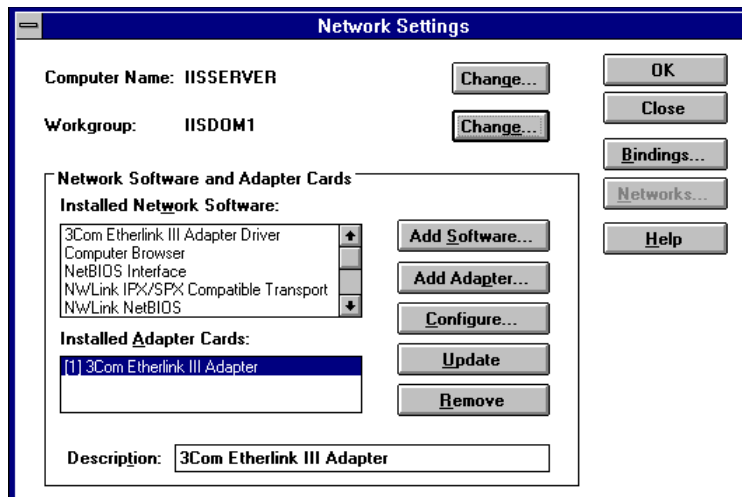 Network Settings
Computer Name: IISSERVER
Change...
OK
Close
Workgroup: IISDOM1
Change...
Bindings...
Networks...
Help
Network Software and Adapter Cards
Installed Network Software:
3Com Etherlink III Adapter Driver
Computer Browser
NetBIOS Interface
NWLink IPX/SPX Compatible Transport
NWLink NetBIOS
Add Software...
Add Adapter...
Configure...
Update
Remove
Installed Adapter Cards:
[1] 3Com Etherlink III Adapter
Description: 3Com Etherlink III Adapter